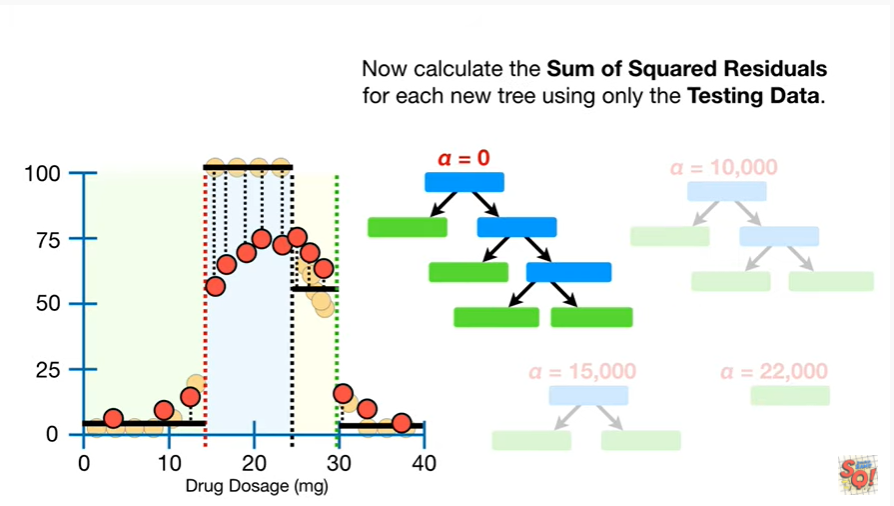 Now calculate the Sum of Squared Residuals
for each new tree using only the Testing Data.
100
75
50
25
0
0 10 20 30 40
Drug Dosage (mg)
α = 0
α = 10,000
α = 15,000
α = 22,000
SQ!